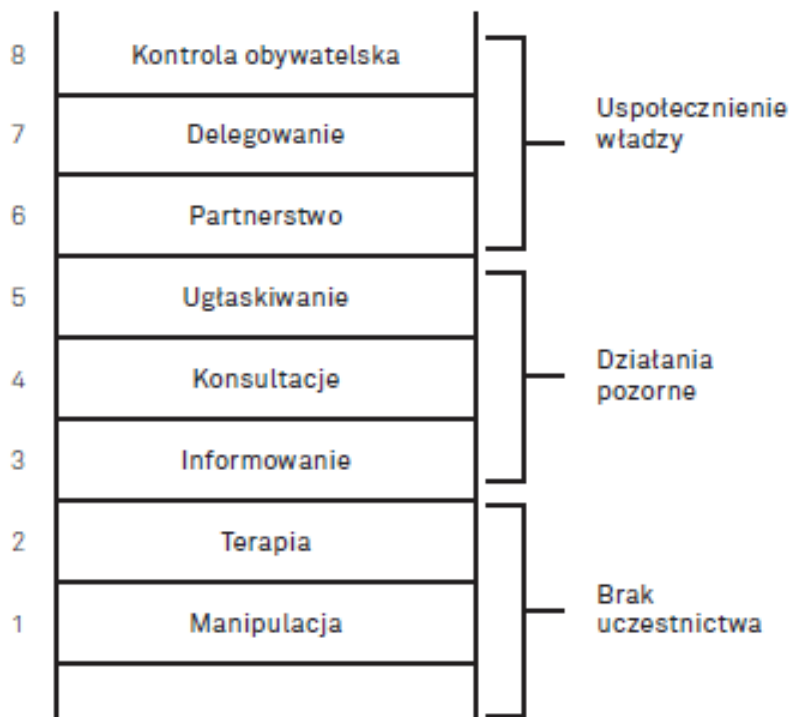 8 Kontrola obywatelska
7 Delegowanie
6 Partnerstwo
Uspołecznienie
władzy
5 Ugłaskiwanie
4 Konsultacje
3 Informowanie
Działania
pozorne
2 Terapia
1 Manipulacja
Brak
uczestnictwa